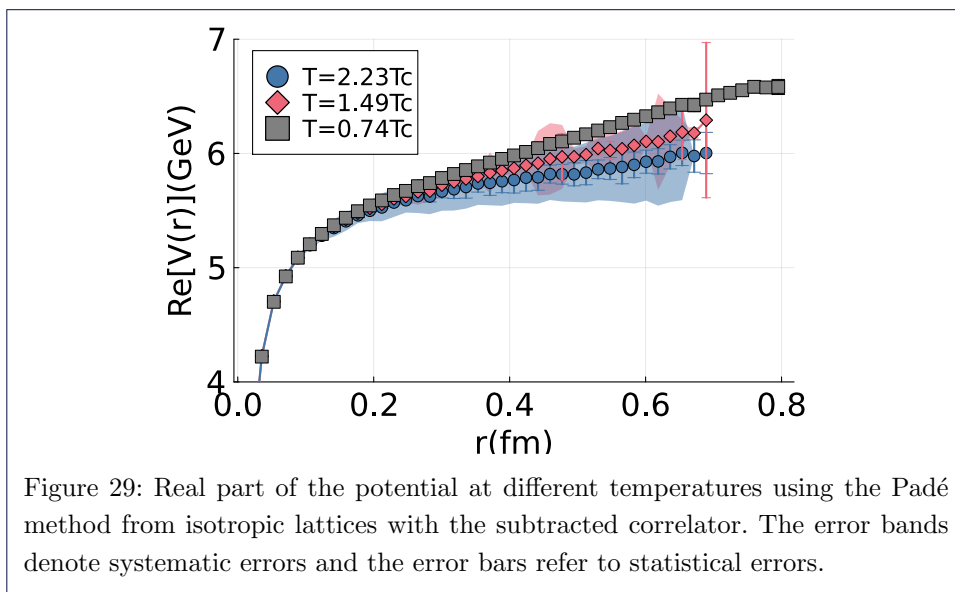 7
6
5
4
Re[V(r)](GeV)
T=2.23Tc
T=1.49Tc
T=0.74Tc
0.0 0.2 0.4 0.6 0.8
r(fm)
Figure 29: Real part of the potential at different temperatures using the Padé
method from isotropic lattices with the subtracted correlator. The error bands
denote systematic errors and the error bars refer to statistical errors.